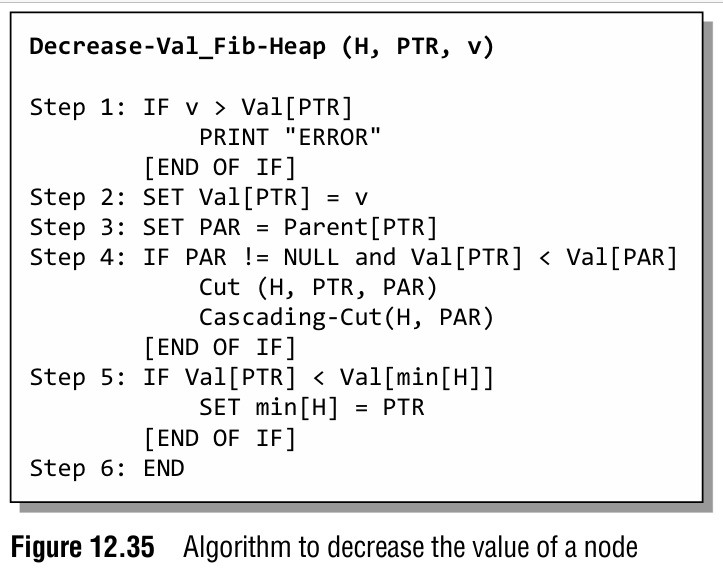 Decrease-Val_Fib-Heap (H, PTR, v)
Step 1: IF v > Val[PTR]
PRINT "ERROR"
[END OF IF]
Step 2: SET Val[PTR] = v
Step 3: SET PAR = Parent[PTR]
Step 4: IF PAR != NULL and Val[PTR] < Val[PAR]
Cut (H, PTR, PAR)
Cascading-Cut(H, PAR)
[END OF IF]
Step 5: IF Val[PTR] < Val[min[H]]
SET min[H] = PTR
[END OF IF]
Step 6: END
Figure 12.35 Algorithm to decrease the value of a node